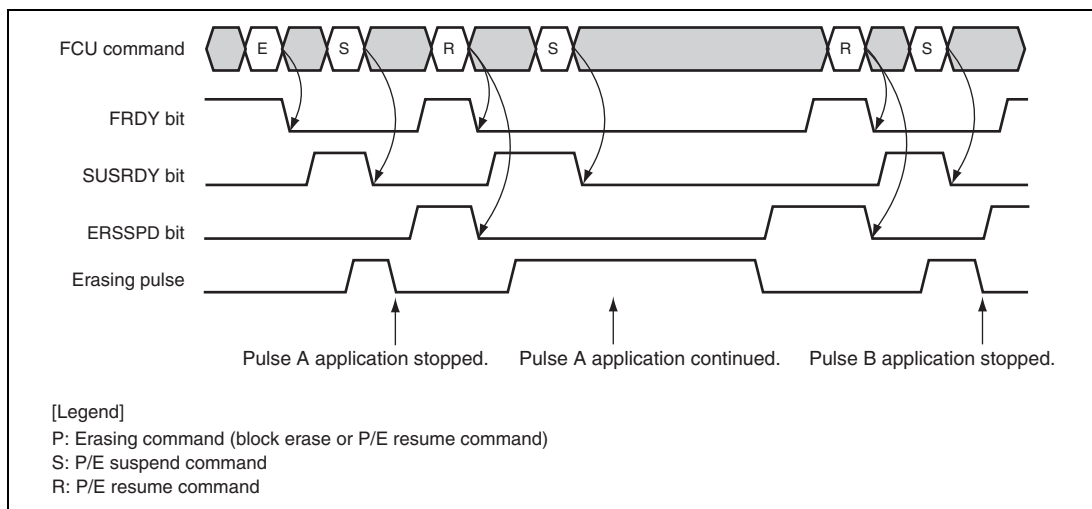 FCU command E S R S R S
FRDY bit
SUSRDY bit
ERSSPD bit
Erasing pulse
Pulse A application stopped. Pulse A application continued. Pulse B application stopped.
[Legend]
P: Erasing command (block erase or P/E resume command)
S: P/E suspend command
R: P/E resume command